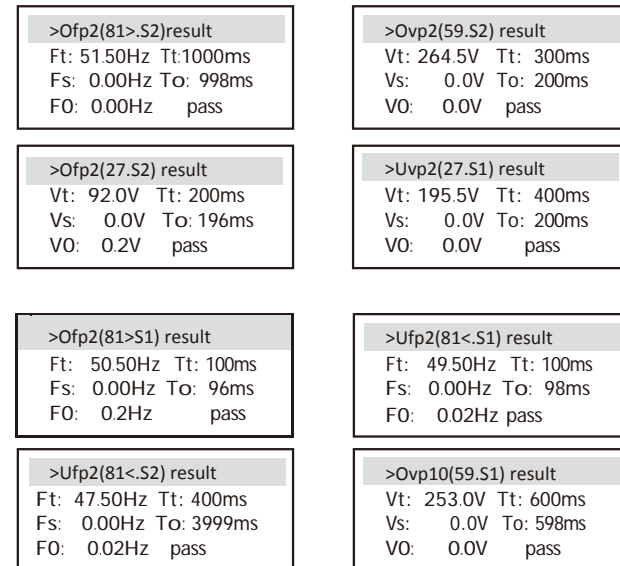 >Ofp2(81>.S2)result
Ft: 51.50Hz Tt:1000ms
Fs: 0.00Hz To: 998ms
F0: 0.00Hz pass
>Ovp2(59.S2) result
Vt: 264.5V Tt: 300ms
Vs: 0.0V To: 200ms
V0: 0.0V pass
>Ofp2(27.S2) result
Vt: 92.0V Tt: 200ms
Vs: 0.0V To: 196ms
V0: 0.2V pass
>Uvp2(27.S1) result
Vt: 195.5V Tt: 400ms
Vs: 0.0V To: 200ms
V0: 0.0V pass
>Ofp2(81>S1) result
Ft: 50.50Hz Tt: 100ms
Fs: 0.00Hz To: 96ms
F0: 0.2Hz pass
>Ufp2(81<.S1) result
Ft: 49.50Hz Tt: 100ms
Fs: 0.00Hz To: 98ms
F0: 0.02Hz pass
>Ufp2(81<.S2) result
Ft: 47.50Hz Tt: 400ms
Fs: 0.00Hz To: 3999ms
F0: 0.02Hz pass
>Ovp10(59.S1) result
Vt: 253.0V Tt: 600ms
Vs: 0.0V To: 598ms
V0: 0.0V pass